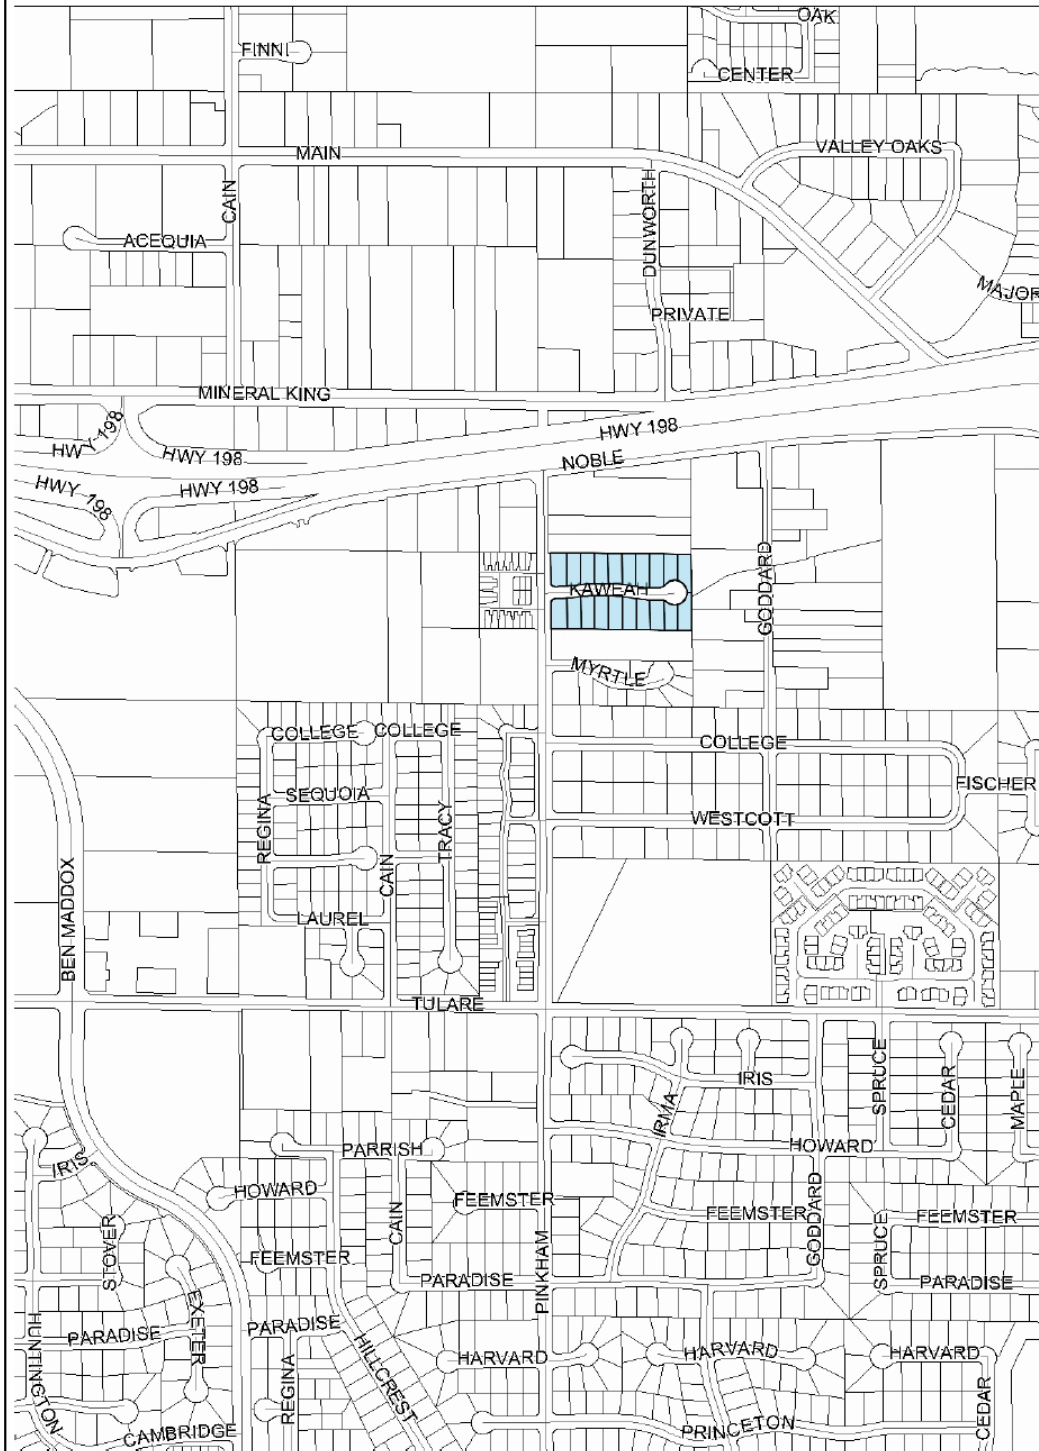 OAK
FINNI
CENTER
MAIN
VALLEY OAKS
CAIN
DUNWORTH
ACEQUIA
MAJOR
PRIVATE
MINERAL KING
HWY 198
HWY 198
HWY 198
NOBLE
HWY 198
HWY 198
GODDARD
KAWEAH
MYRTLE
COLLEGE
COLLEGE
COLLEGE
FISCHER
SEQUOIA
REGINA
TRACY
WESTCOTT
CAIN
BEN MADDOX
LAUREL
TULARE
IRIS
SPRUCE
CEDAR
MAPLE
IRMA
PARRISH
HOWARD
IRIS
HOWARD
FEEMSTER
CAIN
FEEMSTER
GODDARD
FEEMSTER
STOVER
FEEMSTER
PINKHAM
SPRUCE
PARADISE
PARADISE
EXETER
PARADISE
PARADISE
HUNTINGTON
HILLCREST
HARVARD
HARVARD
HARVARD
REGINA
CEDAR
CAMBRIDGE
PRINCETON